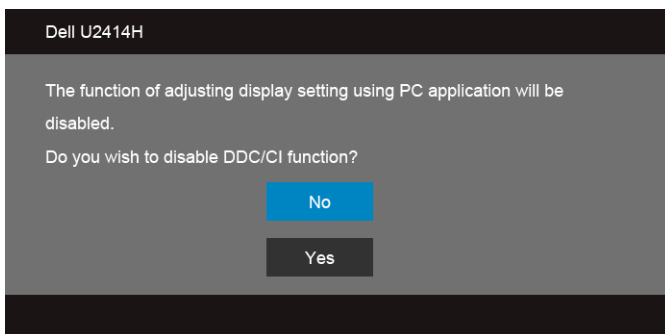 Dell U2414H
The function of adjusting display setting using PC application will be
disabled.
Do you wish to disable DDC/CI function?
No
Yes